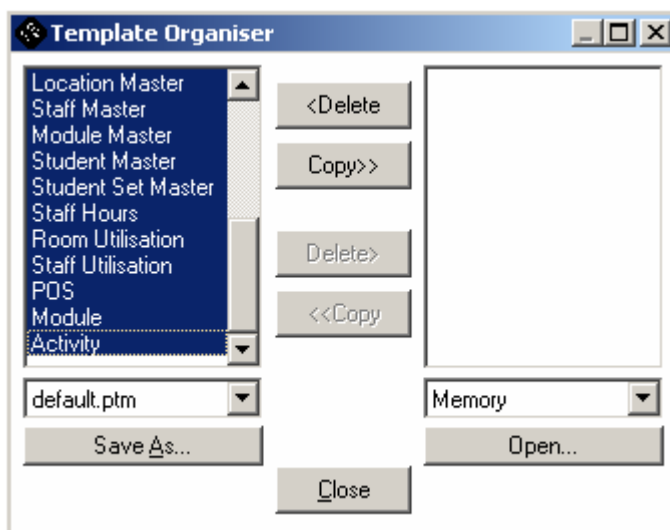 Template Organiser
Location Master
Staff Master
Module Master
Student Master
Student Set Master
Staff Hours
Room Utilisation
Staff Utilisation
POS
Module
Activity
<Delete
Copy>>
Delete>
<<Copy
default.ptm
Memory
Save As...
Open...
Close